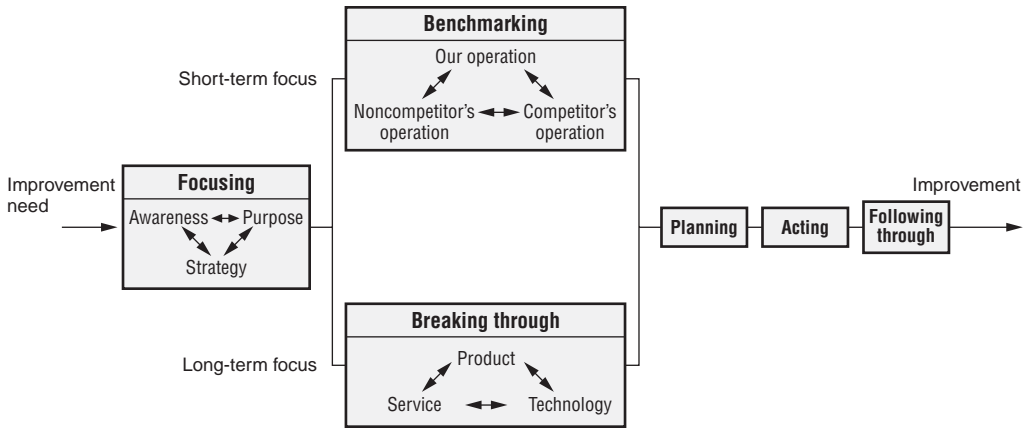 Benchmarking
Our operation
Short-term focus
Noncompetitor's
operation
Competitor's
operation
Improvement
need
Focusing
Awareness
Purpose
Strategy
Planning
Acting
Following
through
Improvement
Breaking through
Product
Long-term focus
Service
Technology